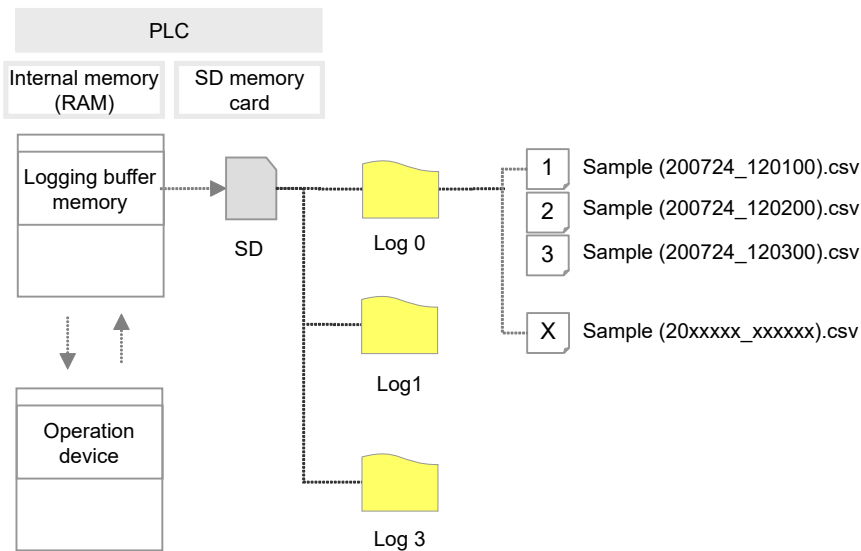 PLC
Internal memory
(RAM)
SD memory
card
Logging buffer
memory
SD
Log 0
1
Sample (200724_120100).csv
2
Sample (200724_120200).csv
3
Sample (200724_120300).csv
X
Sample (20xxxxx_xxxxxx).csv
Log1
Operation
device
Log 3